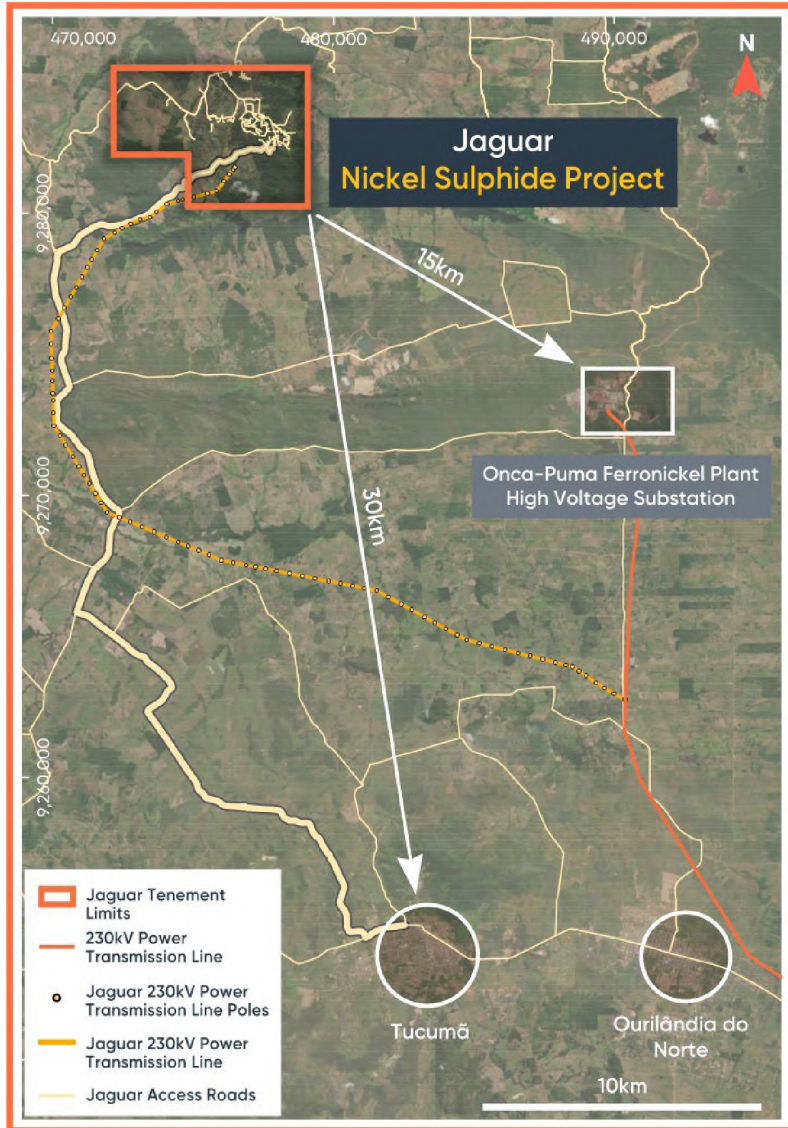 470,000
480,000
490,000
N
Jaguar
Nickel Sulphide Project
9,280,000
15km
Onca-Puma Ferronickel Plant
High Voltage Substation
9,270,000
30km
9,260,000
Jaguar Tenement
Limits
230kV Power
Transmission Line
Jaguar 230kV Power
Transmission Line Poles
Jaguar 230kV Power
Transmission Line
Jaguar Access Roads
Tucumã
Ourilândia do
Norte
10km